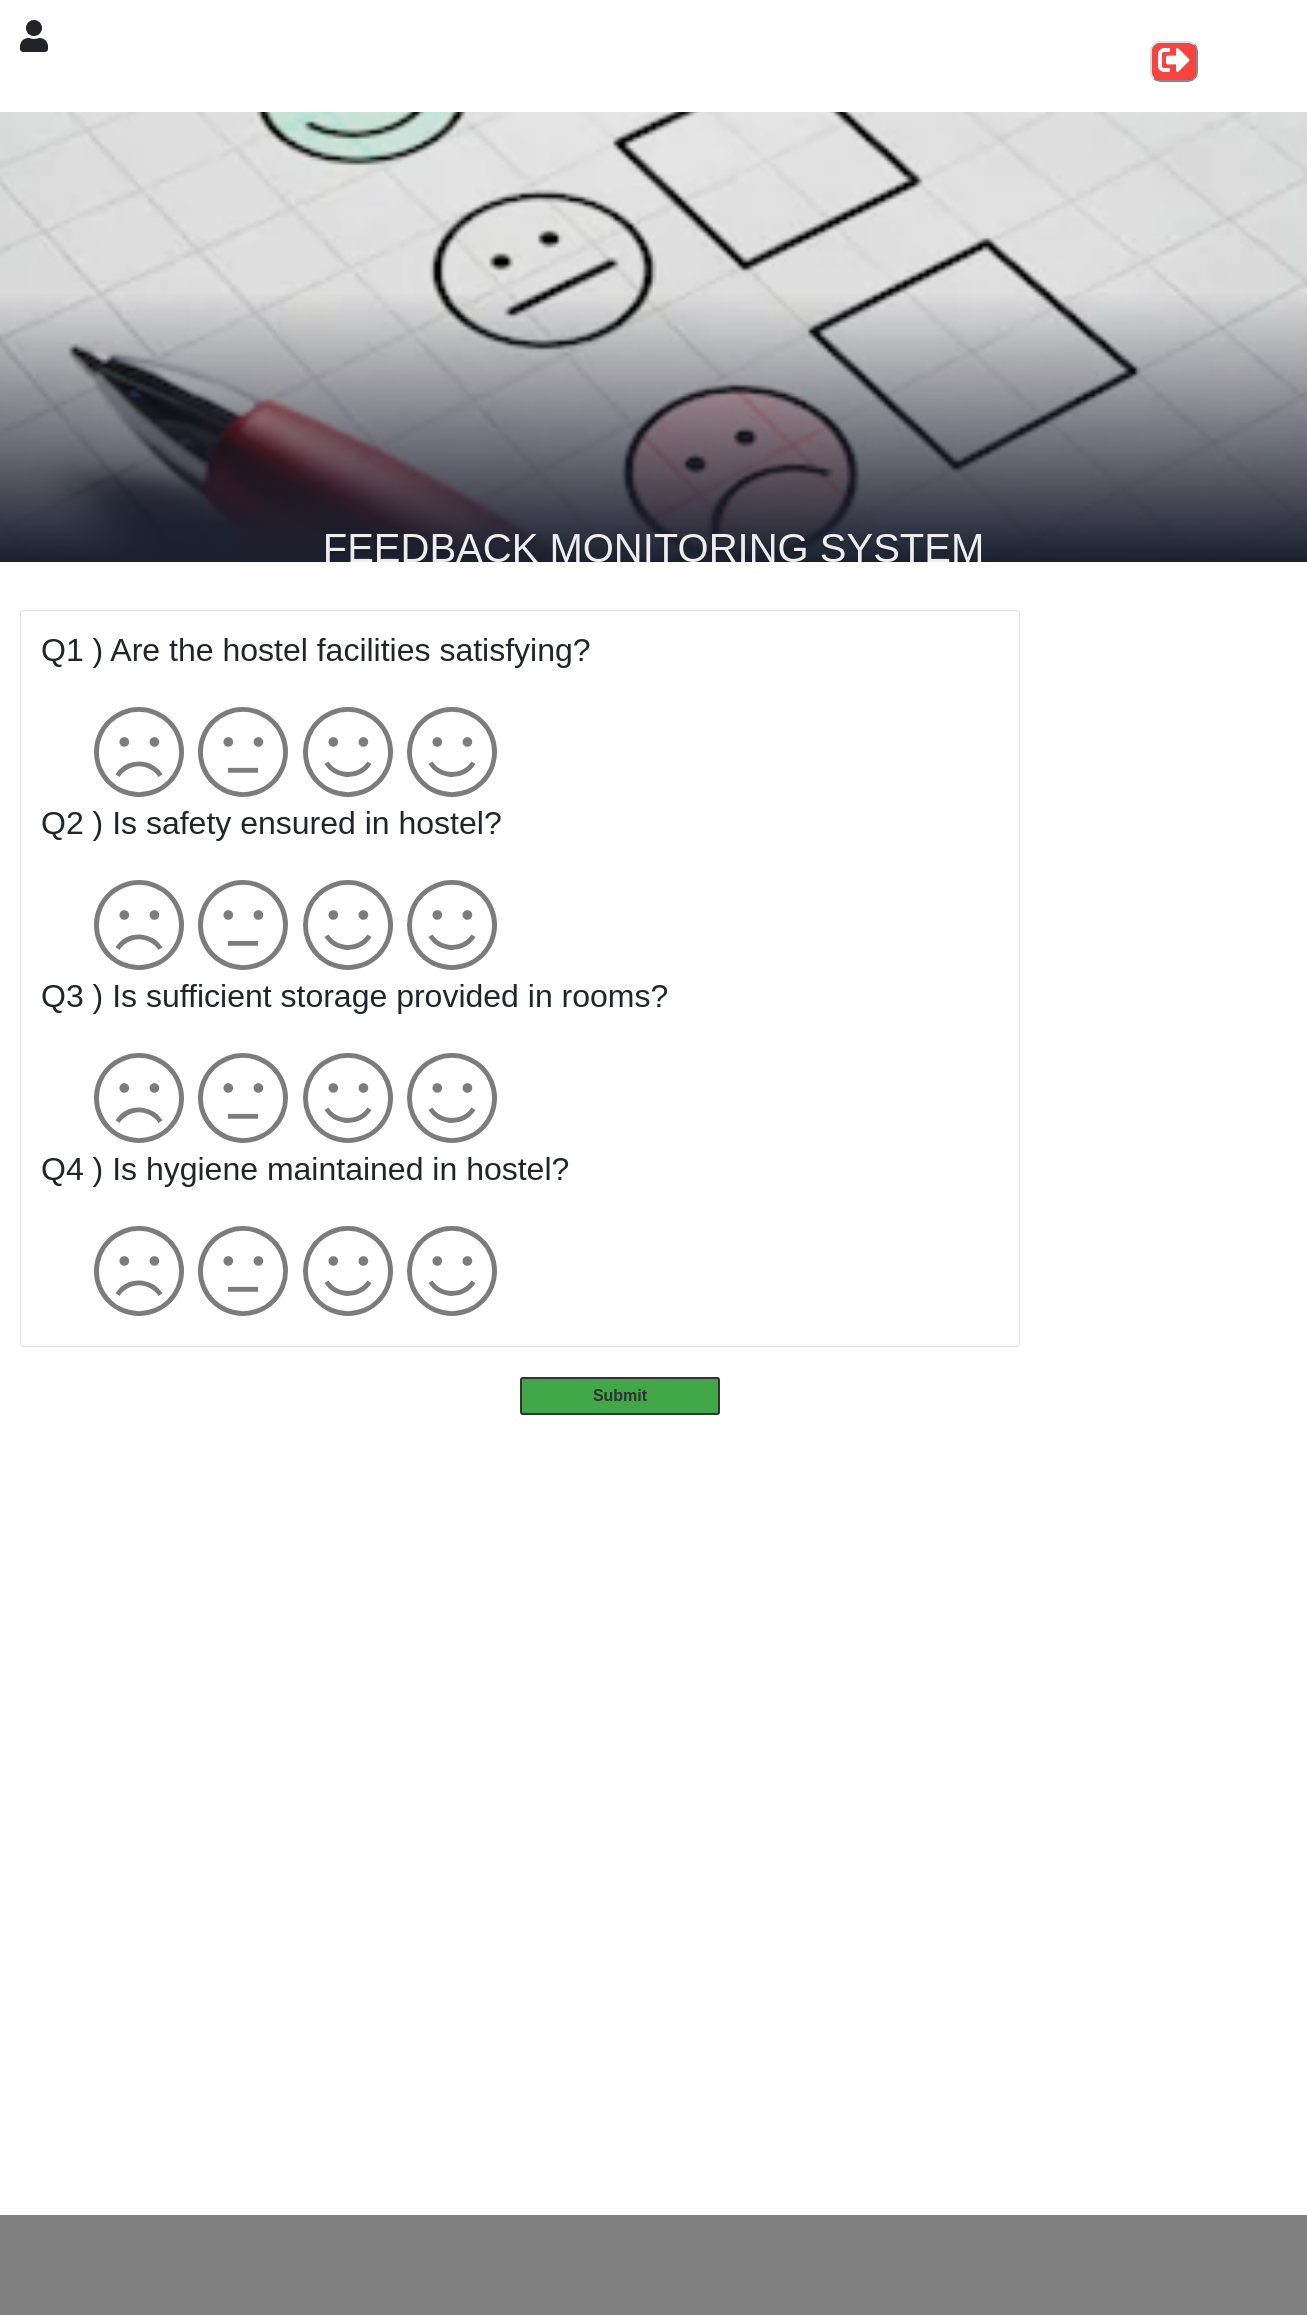 FEEDBACK MONITORING SYSTEM
Q1 ) Are the hostel facilities satisfying?
Q2 ) Is safety ensured in hostel?
Q3 ) Is sufficient storage provided in rooms?
Q4 ) Is hygiene maintained in hostel?
Submit